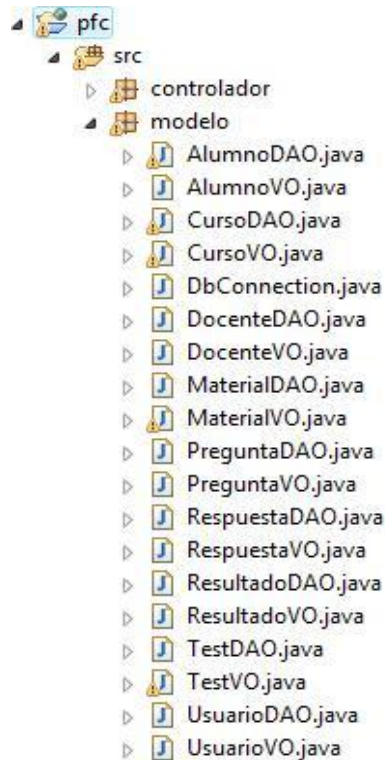 pfc
src
controlador
modelo
AlumnoDAO.java
AlumnoVO.java
CursoDAO.java
CursoVO.java
DbConnection.java
DocenteDAO.java
DocenteVO.java
MaterialDAO.java
MaterialVO.java
PreguntaDAO.java
PreguntaVO.java
RespuestaDAO.java
RespuestaVO.java
ResultadoDAO.java
ResultadoVO.java
TestDAO.java
TestVO.java
UsuarioDAO.java
UsuarioVO.java